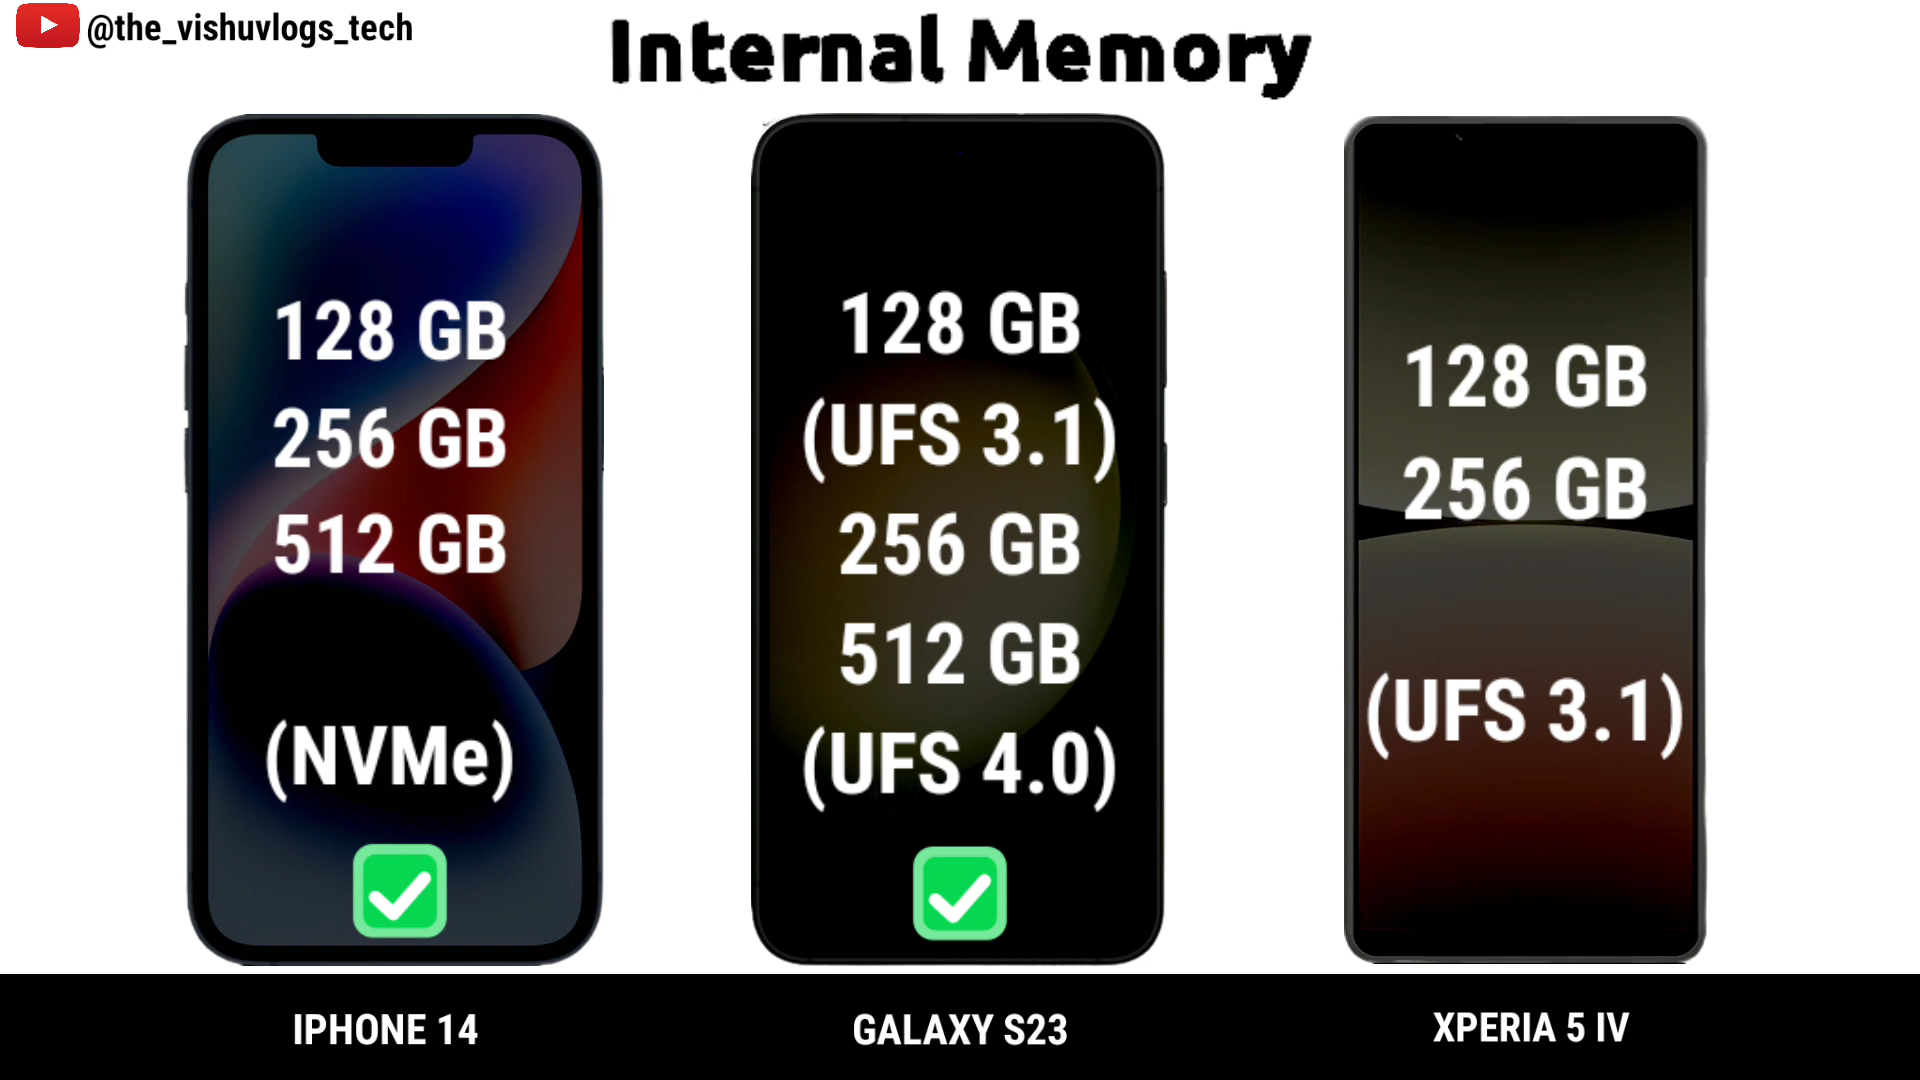 @the_vishuvlogs_tech
Internal Memory
128 GB
256 GB
512 GB
(NVMe)
128 GB
(UFS 3.1)
256 GB
512 GB
(UFS 4.0)
128 GB
256 GB
(UFS 3.1)
IPHONE 14
GALAXY S23
XPERIA 5 IV